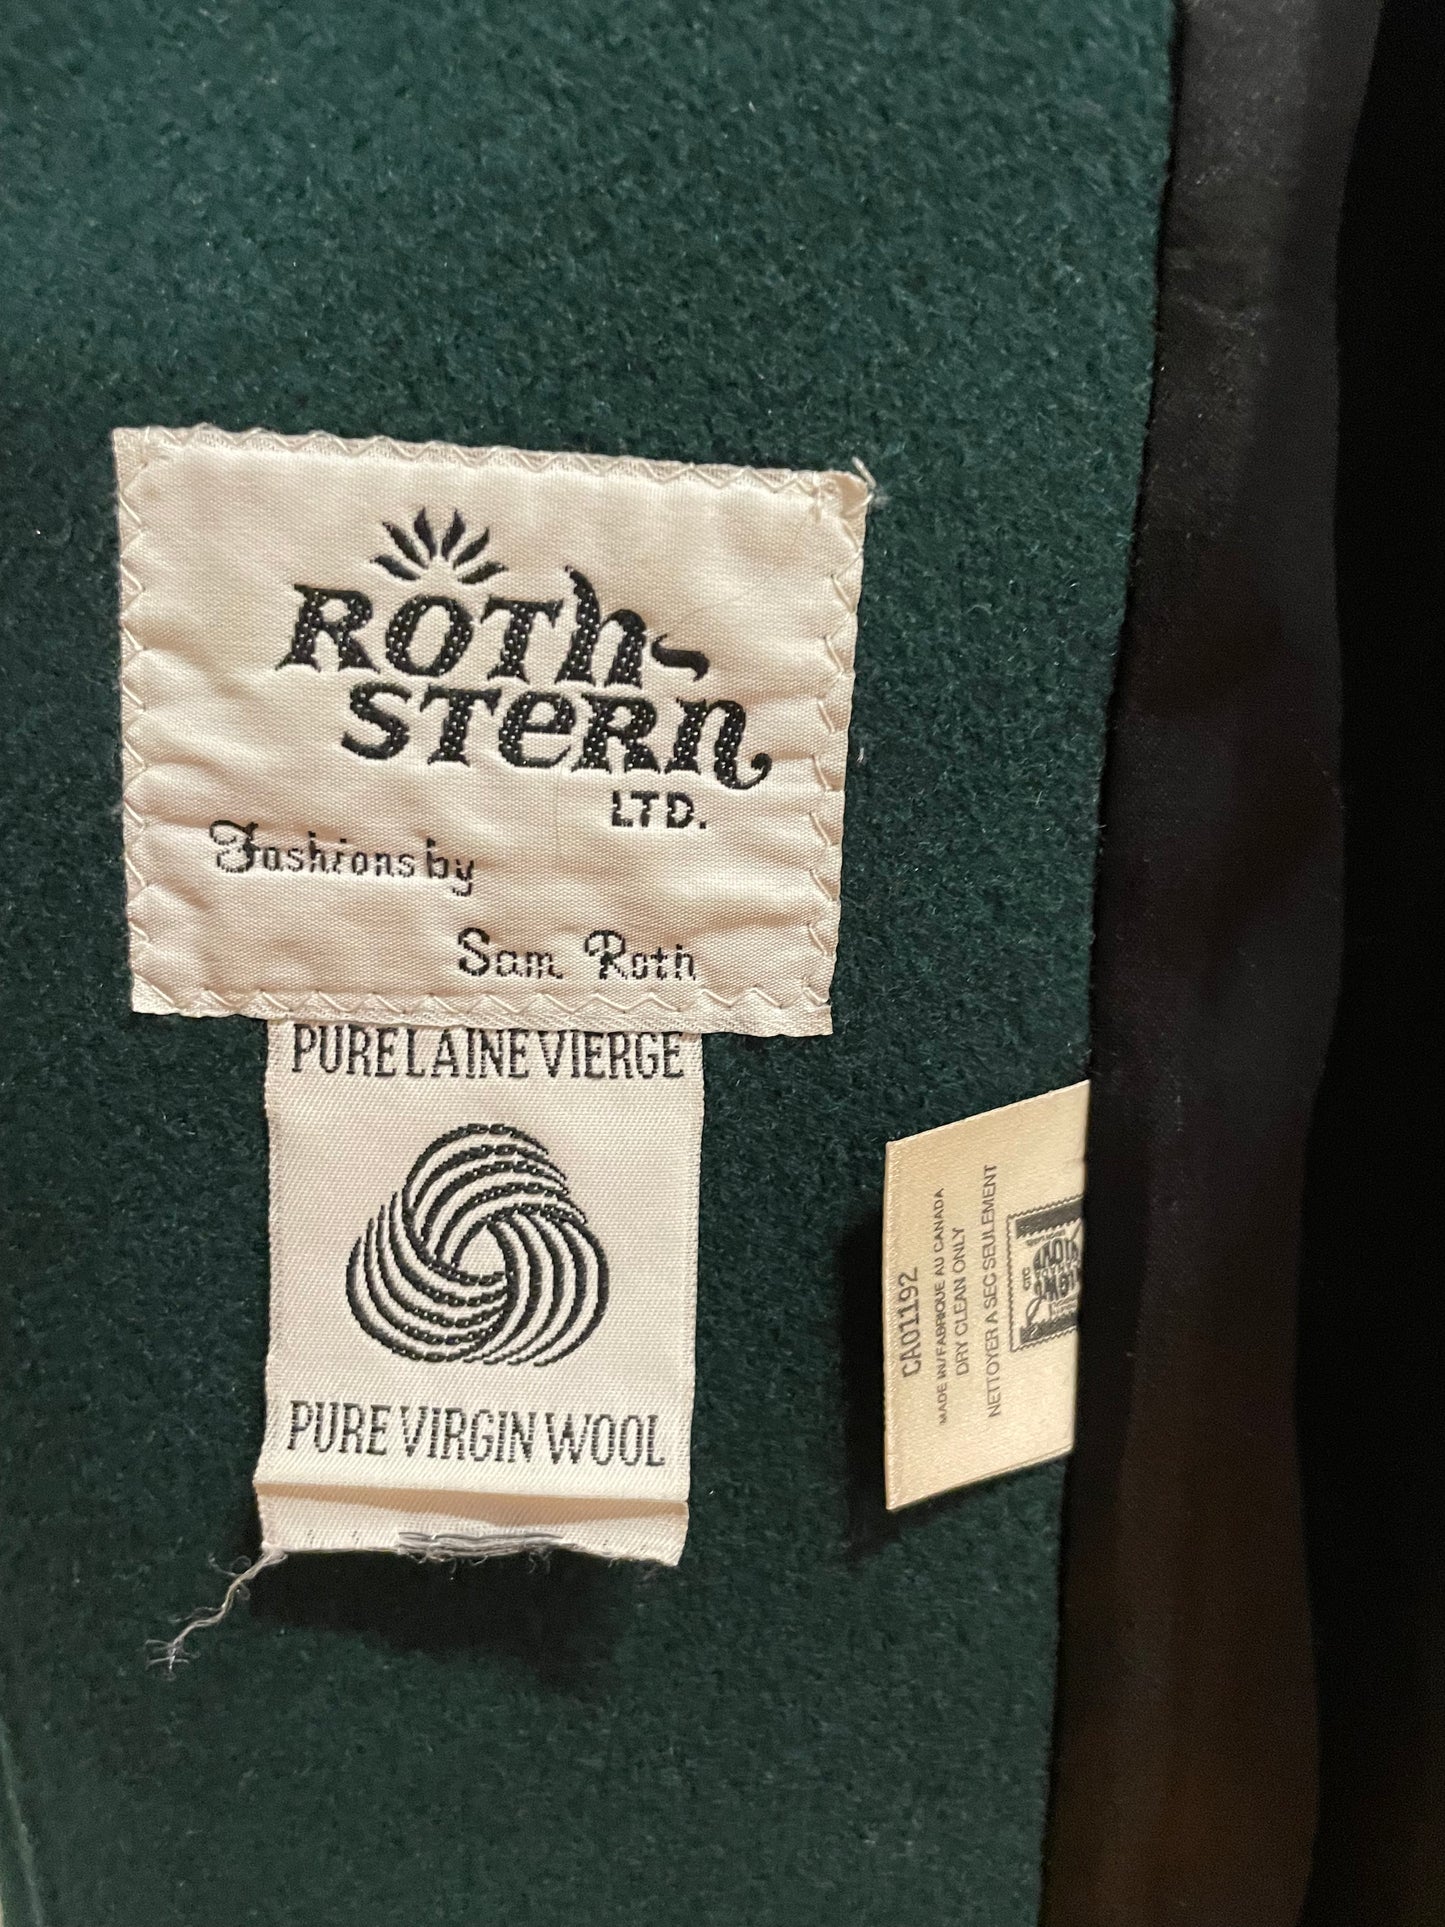 ROTH-
STERN
LTD.
Fashions by
Sam Roth
PURE LAINE VIERGE
PURE VIRGIN WOOL
CA01192
MADE IN/FABRIQUE AU CANADA
DRY CLEAN ONLY
NETTOYER A SEC SEULEMENT